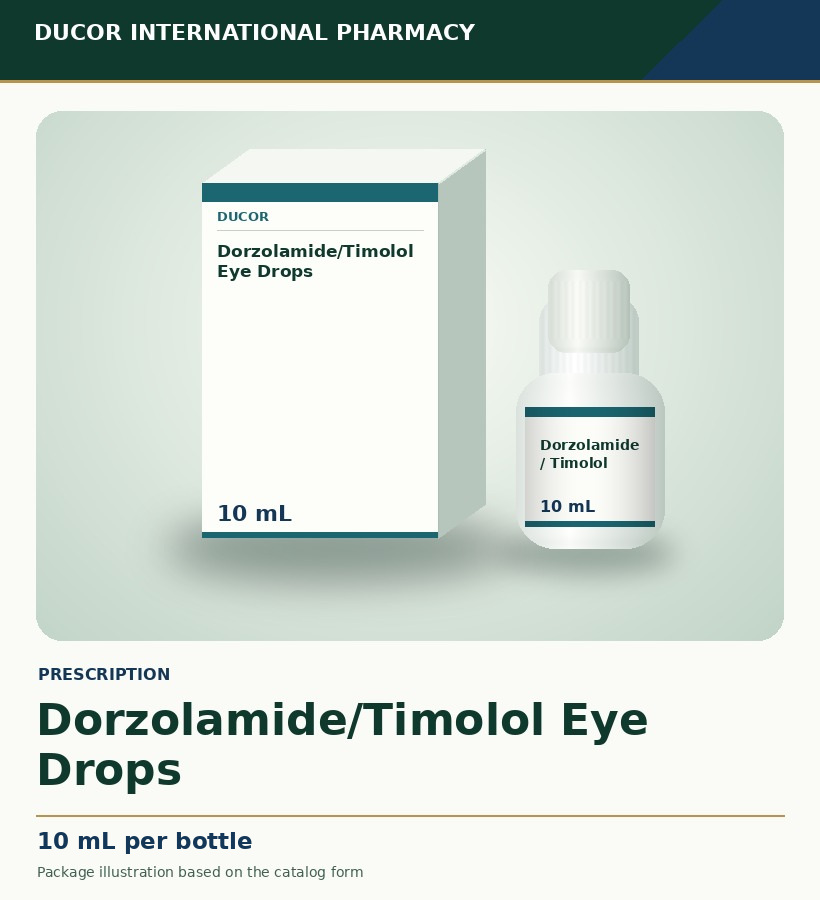 DUCOR INTERNATIONAL PHARMACY
DUCOR
Dorzolamide/Timolol
Eye Drops
10 mL
Dorzolamide
/ Timolol
10 mL
PRESCRIPTION
Dorzolamide/Timolol Eye
Drops
10 mL per bottle
Package illustration based on the catalog form